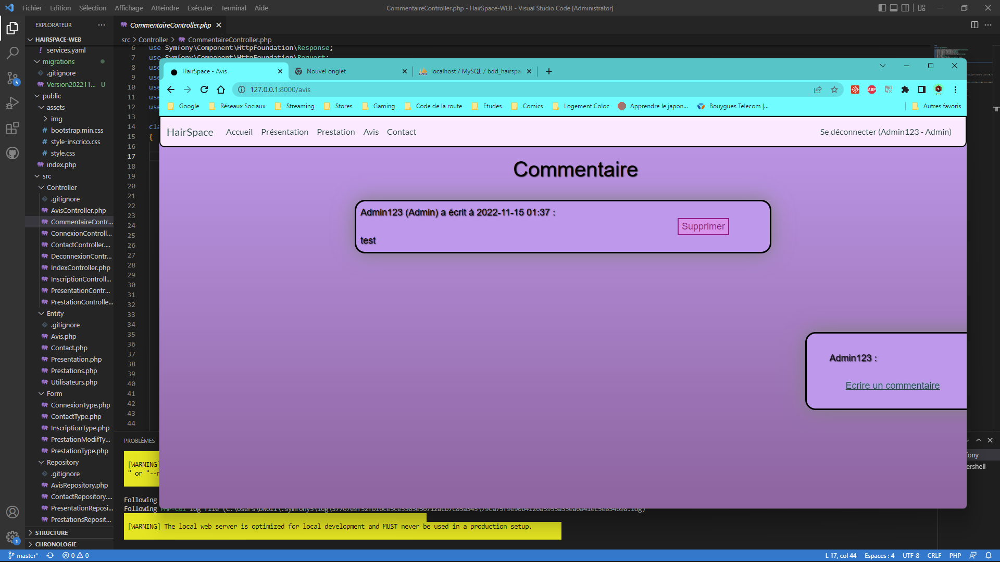 Fichier Edition Sélection Affichage Atteindre Exécuter Terminal Aide
CommentaireController.php - HairSpace-WEB - Visual Studio Code [Administrator]
EXPLORATEUR
HAIRSPACE-WEB
services.yaml
migrations
.gitignore
Version202211... U
public
assets
img
bootstrap.min.css
style-inscrico.css
style.css
index.php
src
Controller
.gitignore
AvisController.php
CommentaireContr...
ConnexionControll...
ContactController....
DeconnexionContr...
IndexController.php
InscriptionControll...
PresentationContr...
PrestationControlle...
Entity
.gitignore
Avis.php
Contact.php
Presentation.php
Prestations.php
Utilisateurs.php
Form
ConnexionType.php
ContactType.php
InscriptionType.php
PrestationModifTy...
PrestationType.php
Repository
.gitignore
AvisRepository.php
ContactRepository....
PresentationReposi...
PrestationsReposit...
STRUCTURE
CHRONOLOGIE
5
1
CommentaireController.php
src > Controller > CommentaireController.php
6 use Symfony\Component\HttpFoundation\Response;
7 use Symfony\Component\HttpFoundation\Request;
8 use
9 use
10 use
11 use
12 use
13
14 cla
15 {
16
17
18
19
20
21
22
23
24
25
26
27
28
29
30
31
32
33
34
35
36
37
38
39
40
41
42
43
44
HairSpace - Avis
Nouvel onglet
localhost / MySQL / bdd_hairspa
127.0.0.1:8000/avis
ABP
Google Réseaux Sociaux Streaming Stores Gaming Code de la route Etudes Comics Logement Coloc Apprendre le japon... Bouygues Telecom |... Autres favoris
HairSpace Accueil Présentation Prestation Avis Contact Se déconnecter (Admin123 - Admin)
Commentaire
Admin123 (Admin) a écrit à 2022-11-15 01:37 :
Supprimer
test
Admin123 :
Ecrire un commentaire
PROBLÈMES
[WARNING]
" or "--n
Following
Following PHP-CGI log file
[WARNING] The local web server is optimized for local development and MUST never be used in a production setup.
fony
ershell
master* 0 0
L 17, col 44 Espaces : 4 UTF-8 CRLF PHP